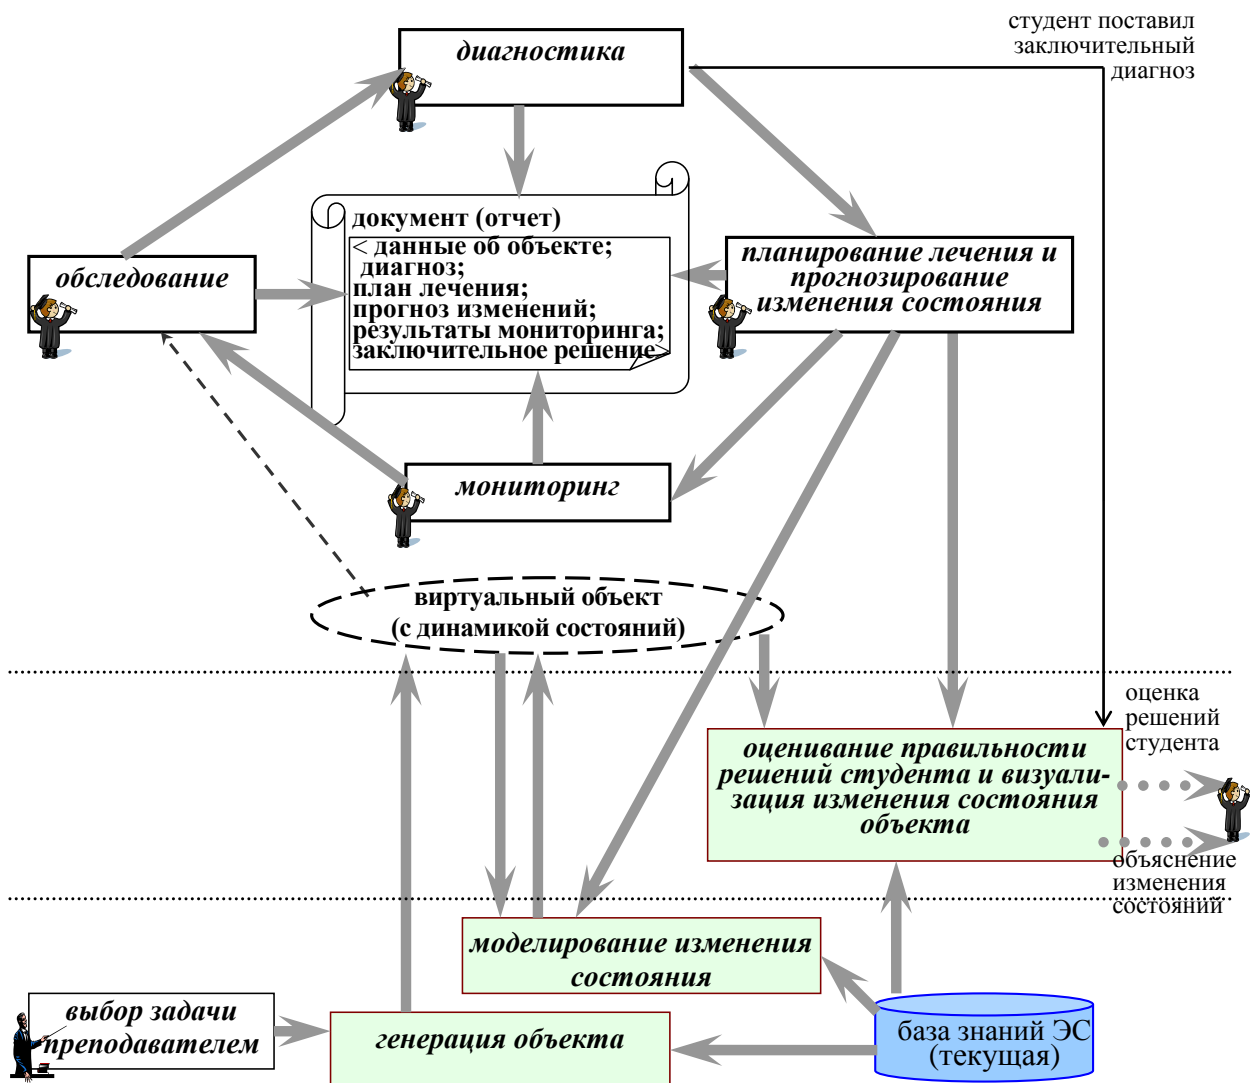 студент поставил
заключительный
диагноз
диагностика
документ (отчет)
< данные об объекте;
диагноз;
план лечения;
прогноз изменений;
результаты мониторинга;
заключительное решение>
обследование
планирование лечения и
прогнозирование
изменения состояния
мониторинг
виртуальный объект
(с динамикой состояний)
оценка
решений
студента
оценивание правильности
решений студента и визуали-
зация изменения состояния
объекта
объяснение
изменения
состояний
моделирование изменения
состояния
выбор задачи
преподавателем
генерация объекта
база знаний ЭС
(текущая)